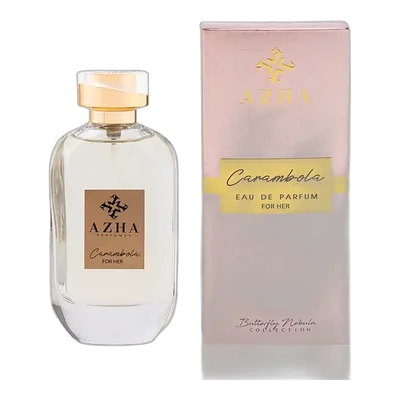 AZHA
PERFUMES
Carambola
FOR HER
AZHA
Carambola
EAU DE PARFUM
FOR HER
Butterfly Nebula
COLLECTION